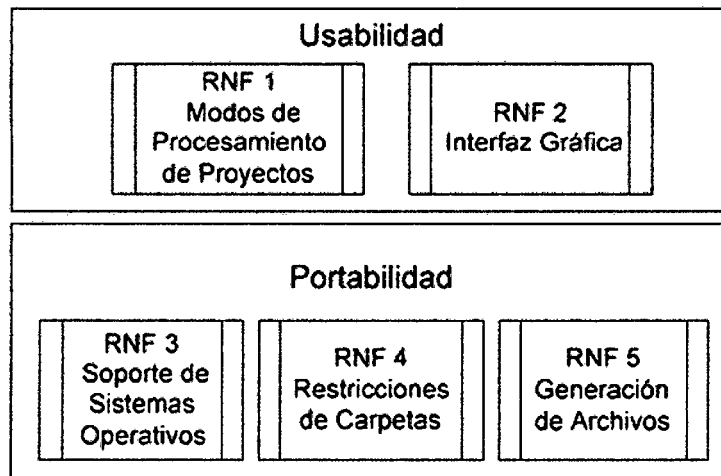 Usabilidad
RNF 1
Modos de
Procesamiento
de Proyectos
RNF 2
Interfaz Gráfica
Portabilidad
RNF 3
Soporte de
Sistemas
Operativos
RNF 4
Restricciones
de Carpetas
RNF 5
Generación
de Archivos